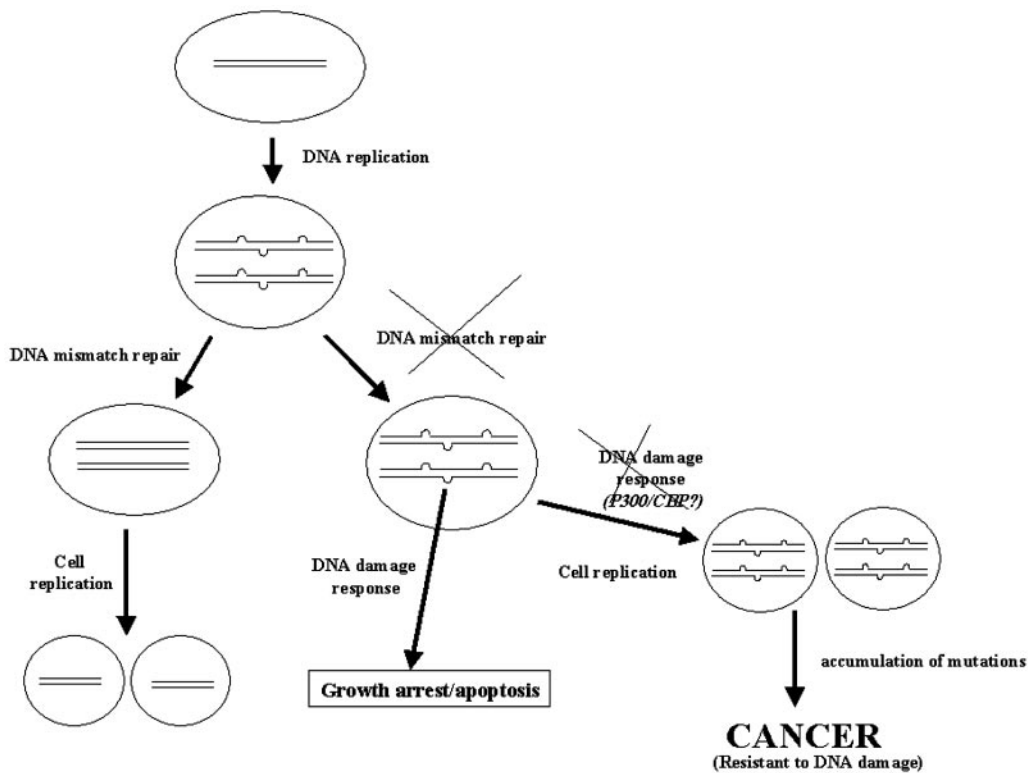 DNA replication
DNA mismatch repair
DNA mismatch repair
DNA damage
response
(P300/CBP?)
Cell
replication
DNA damage
response
Cell replication
accumulation of mutations
Growth arrest/apoptosis
CANCER
(Resistant to DNA damage)